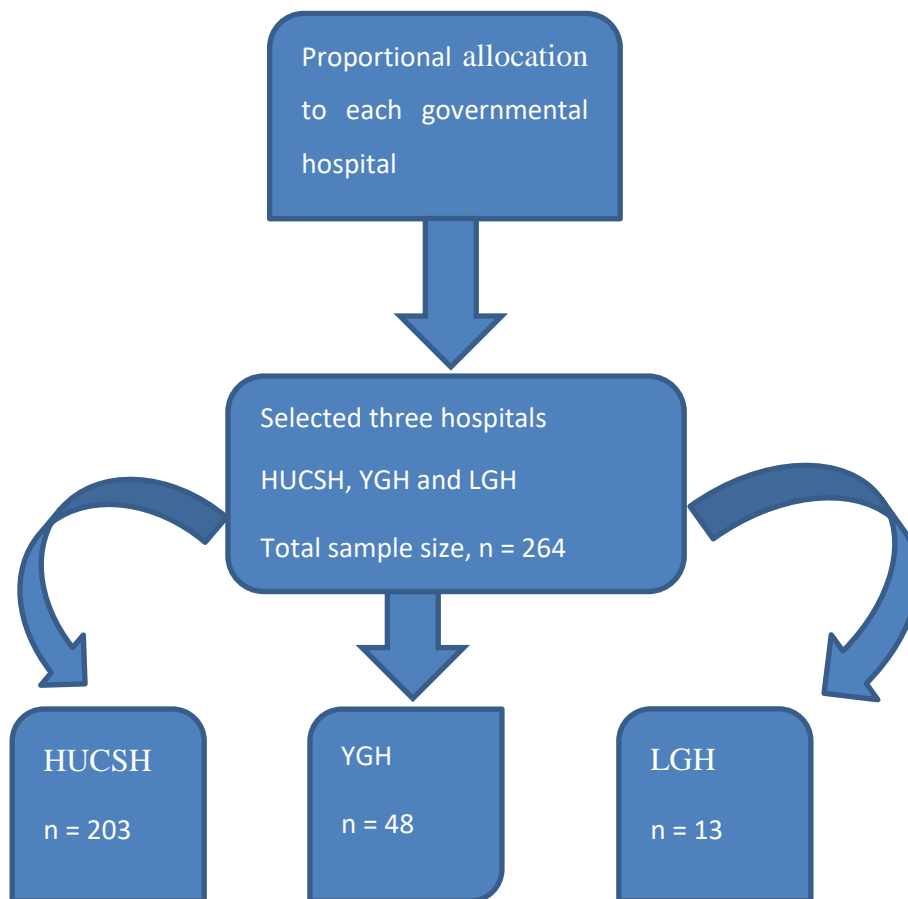 Proportional allocation
to each governmental
hospital
Selected three hospitals
HUCSH, YGH and LGH
Total sample size, n = 264
HUCSH
n = 203
YGH
n = 48
LGH
n = 13